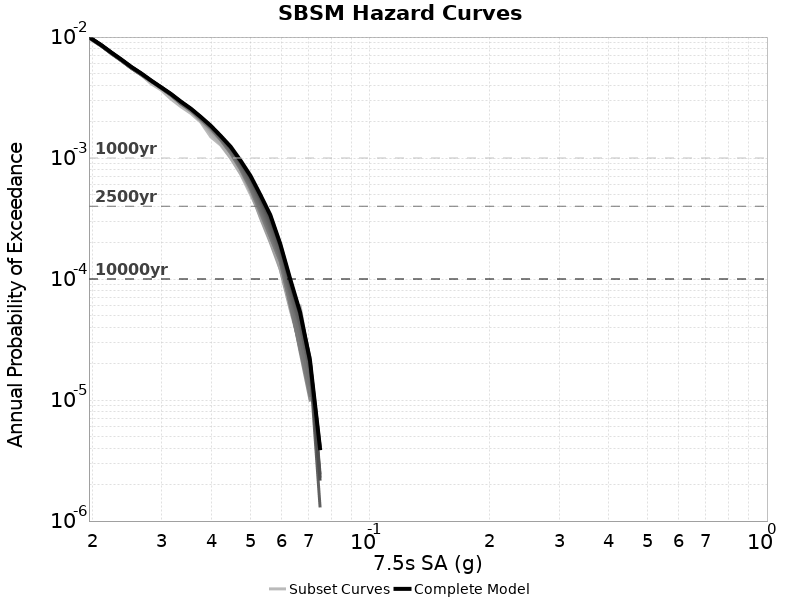 SBSM Hazard Curves
Annual Probability of Exceedance
10-2
10-3
10-4
10-5
10-6
1000yr
2500yr
10000yr
2 3 4 5 6 7 10-1 2 3 4 5 6 7 100
7.5s SA (g)
Subset Curves Complete Model